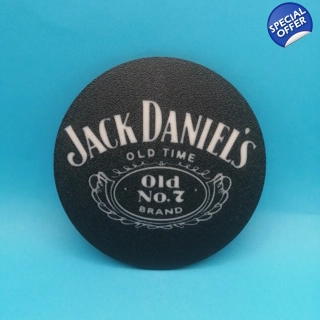 SPECIAL
OFFER
JACK DANIEL'S
OLD TIME
Old
No.7
BRAND